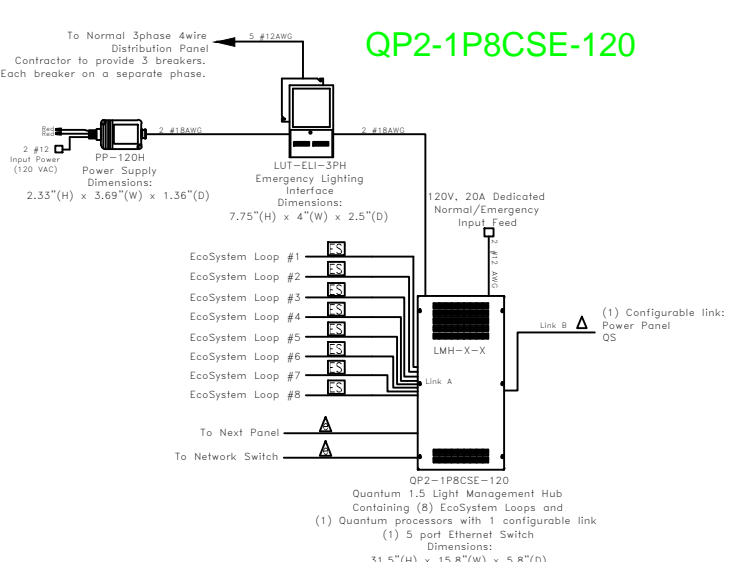 QP2-1P8CSE-120
To Normal 3phase 4wire
Distribution Panel
Contractor to provide 3 breakers.
Each breaker on a separate phase.
5 #12AWG
Red
Red
2 #12
Input Power
(120 VAC)
2 #18AWG
2 #18AWG
PP-120H
Power Supply
Dimensions:
2.33"(H) x 3.69"(W) x 1.36"(D)
LUT-ELI-3PH
Emergency Lighting
Interface
Dimensions:
7.75"(H) x 4"(W) x 2.5"(D)
120V, 20A Dedicated
Normal/Emergency
Input Feed
2 #12 AWG
EcoSystem Loop #1 ES
EcoSystem Loop #2 ES
EcoSystem Loop #3 ES
EcoSystem Loop #4 ES
EcoSystem Loop #5 ES
EcoSystem Loop #6 ES
EcoSystem Loop #7 ES
EcoSystem Loop #8 ES
LMH-X-X
Link A
Link B
(1) Configurable link:
Power Panel
QS
To Next Panel
To Network Switch
QP2-1P8CSE-120
Quantum 1.5 Light Management Hub
Containing (8) EcoSystem Loops and
(1) Quantum processors with 1 configurable link
(1) 5 port Ethernet Switch
Dimensions:
31.5"(H) x 15.8"(W) x 5.8"(D)